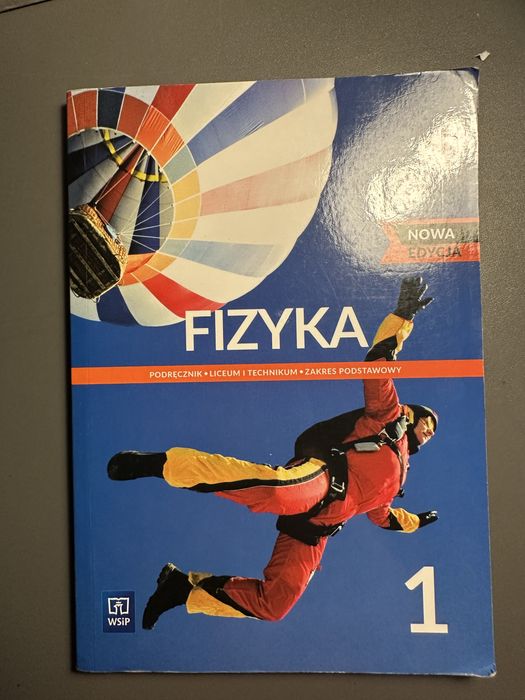 NOWA
EDYCJA
FIZYKA
PODRĘCZNIK • LICEUM I TECHNIKUM • ZAKRES PODSTAWOWY
1
WSiP